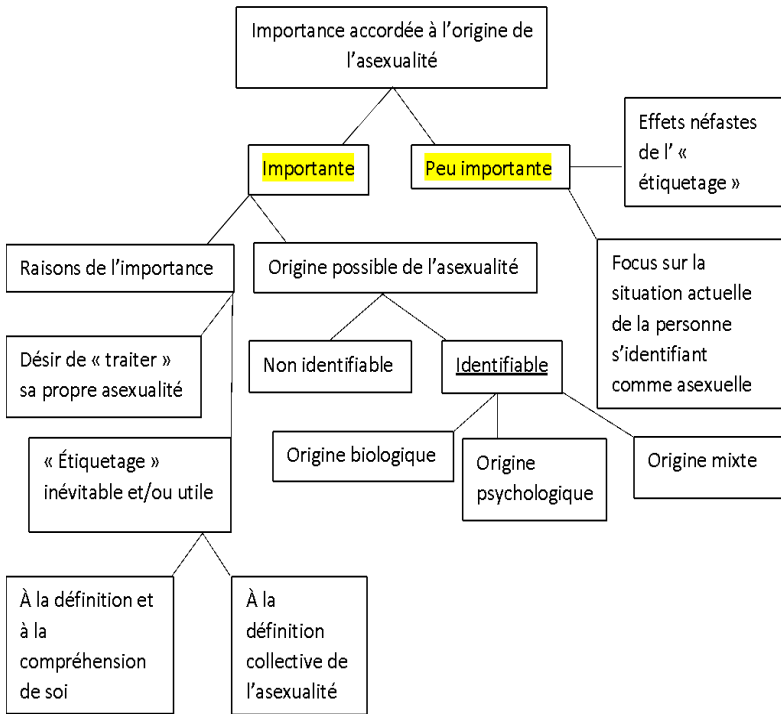 Importance accordée à l’origine de
l’asexualité
Importante
Peu importante
Effets néfastes
de l’ «
étiquetage »
Raisons de l’importance
Origine possible de l’asexualité
Focus sur la
situation actuelle
de la personne
s’identifiant
comme asexuelle
Désir de « traiter »
sa propre asexualité
Non identifiable
Identifiable
« Étiquetage »
inévitable et/ou utile
Origine biologique
Origine
psychologique
Origine mixte
À la définition et
à la
compréhension
de soi
À la
définition
collective de
l’asexualité